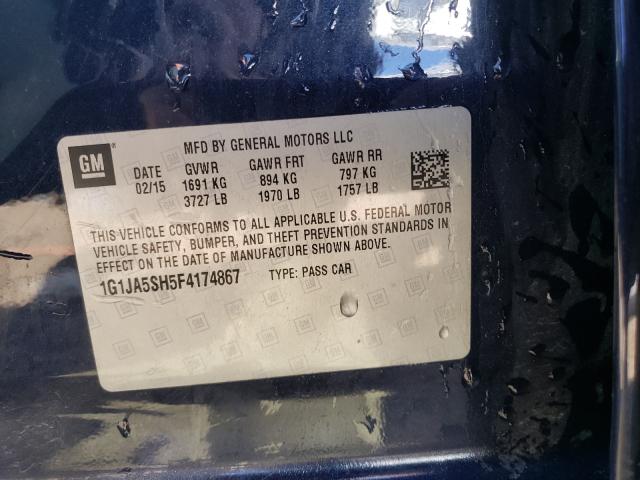 GM
MFD BY GENERAL MOTORS LLC
DATE GVWR GAWR FRT GAWR RR
02/15 1691 KG 894 KG 797 KG
3727 LB 1970 LB 1757 LB
THIS VEHICLE CONFORMS TO ALL APPLICABLE U.S. FEDERAL MOTOR
VEHICLE SAFETY, BUMPER, AND THEFT PREVENTION STANDARDS IN
EFFECT ON THE DATE OF MANUFACTURE SHOWN ABOVE.
1G1JA5SH5F4174867 TYPE: PASS CAR